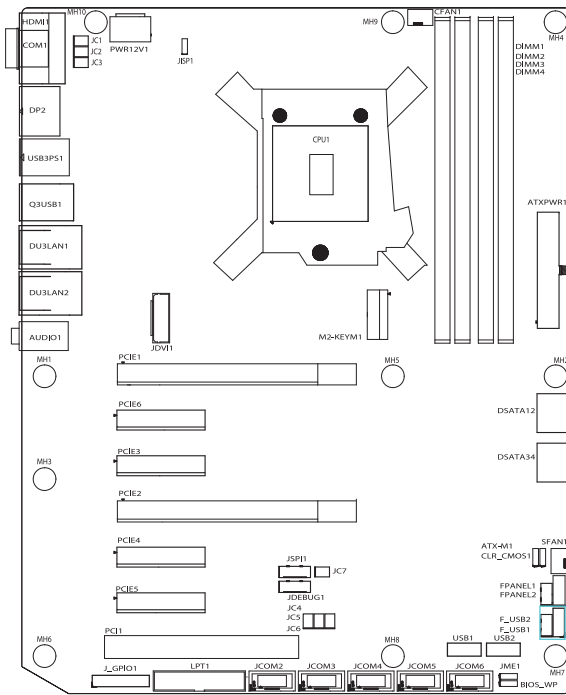 MH10
HDMI1
COM1
JC1
JC2
JC3
PWR12V1
JISP1
MH9
CFAN1
MH4
DIMM1
DIMM2
DIMM3
DIMM4
DP2
USB3PS1
CPU1
Q3USB1
ATXPWR1
DU3LAN1
DU3LAN2
AUDIO1
JDVI1
M2-KEYM1
MH1
PCIE1
MH5
MH2
PCIE6
DSATA12
PCIE3
MH3
DSATA34
PCIE2
PCIE4
ATX-M1
CLR_CMOS1
SFAN1
JSPI1
JC7
JDEBUG1
PCIE5
FPANEL1
FPANEL2
JC4
JC5
JC6
F_USB2
F_USB1
PCI1
MH6
MH8
USB1
USB2
MH7
J_GPIO1
LPT1
JCOM2
JCOM3
JCOM4
JCOM5
JCOM6
JME1
BIOS_WP